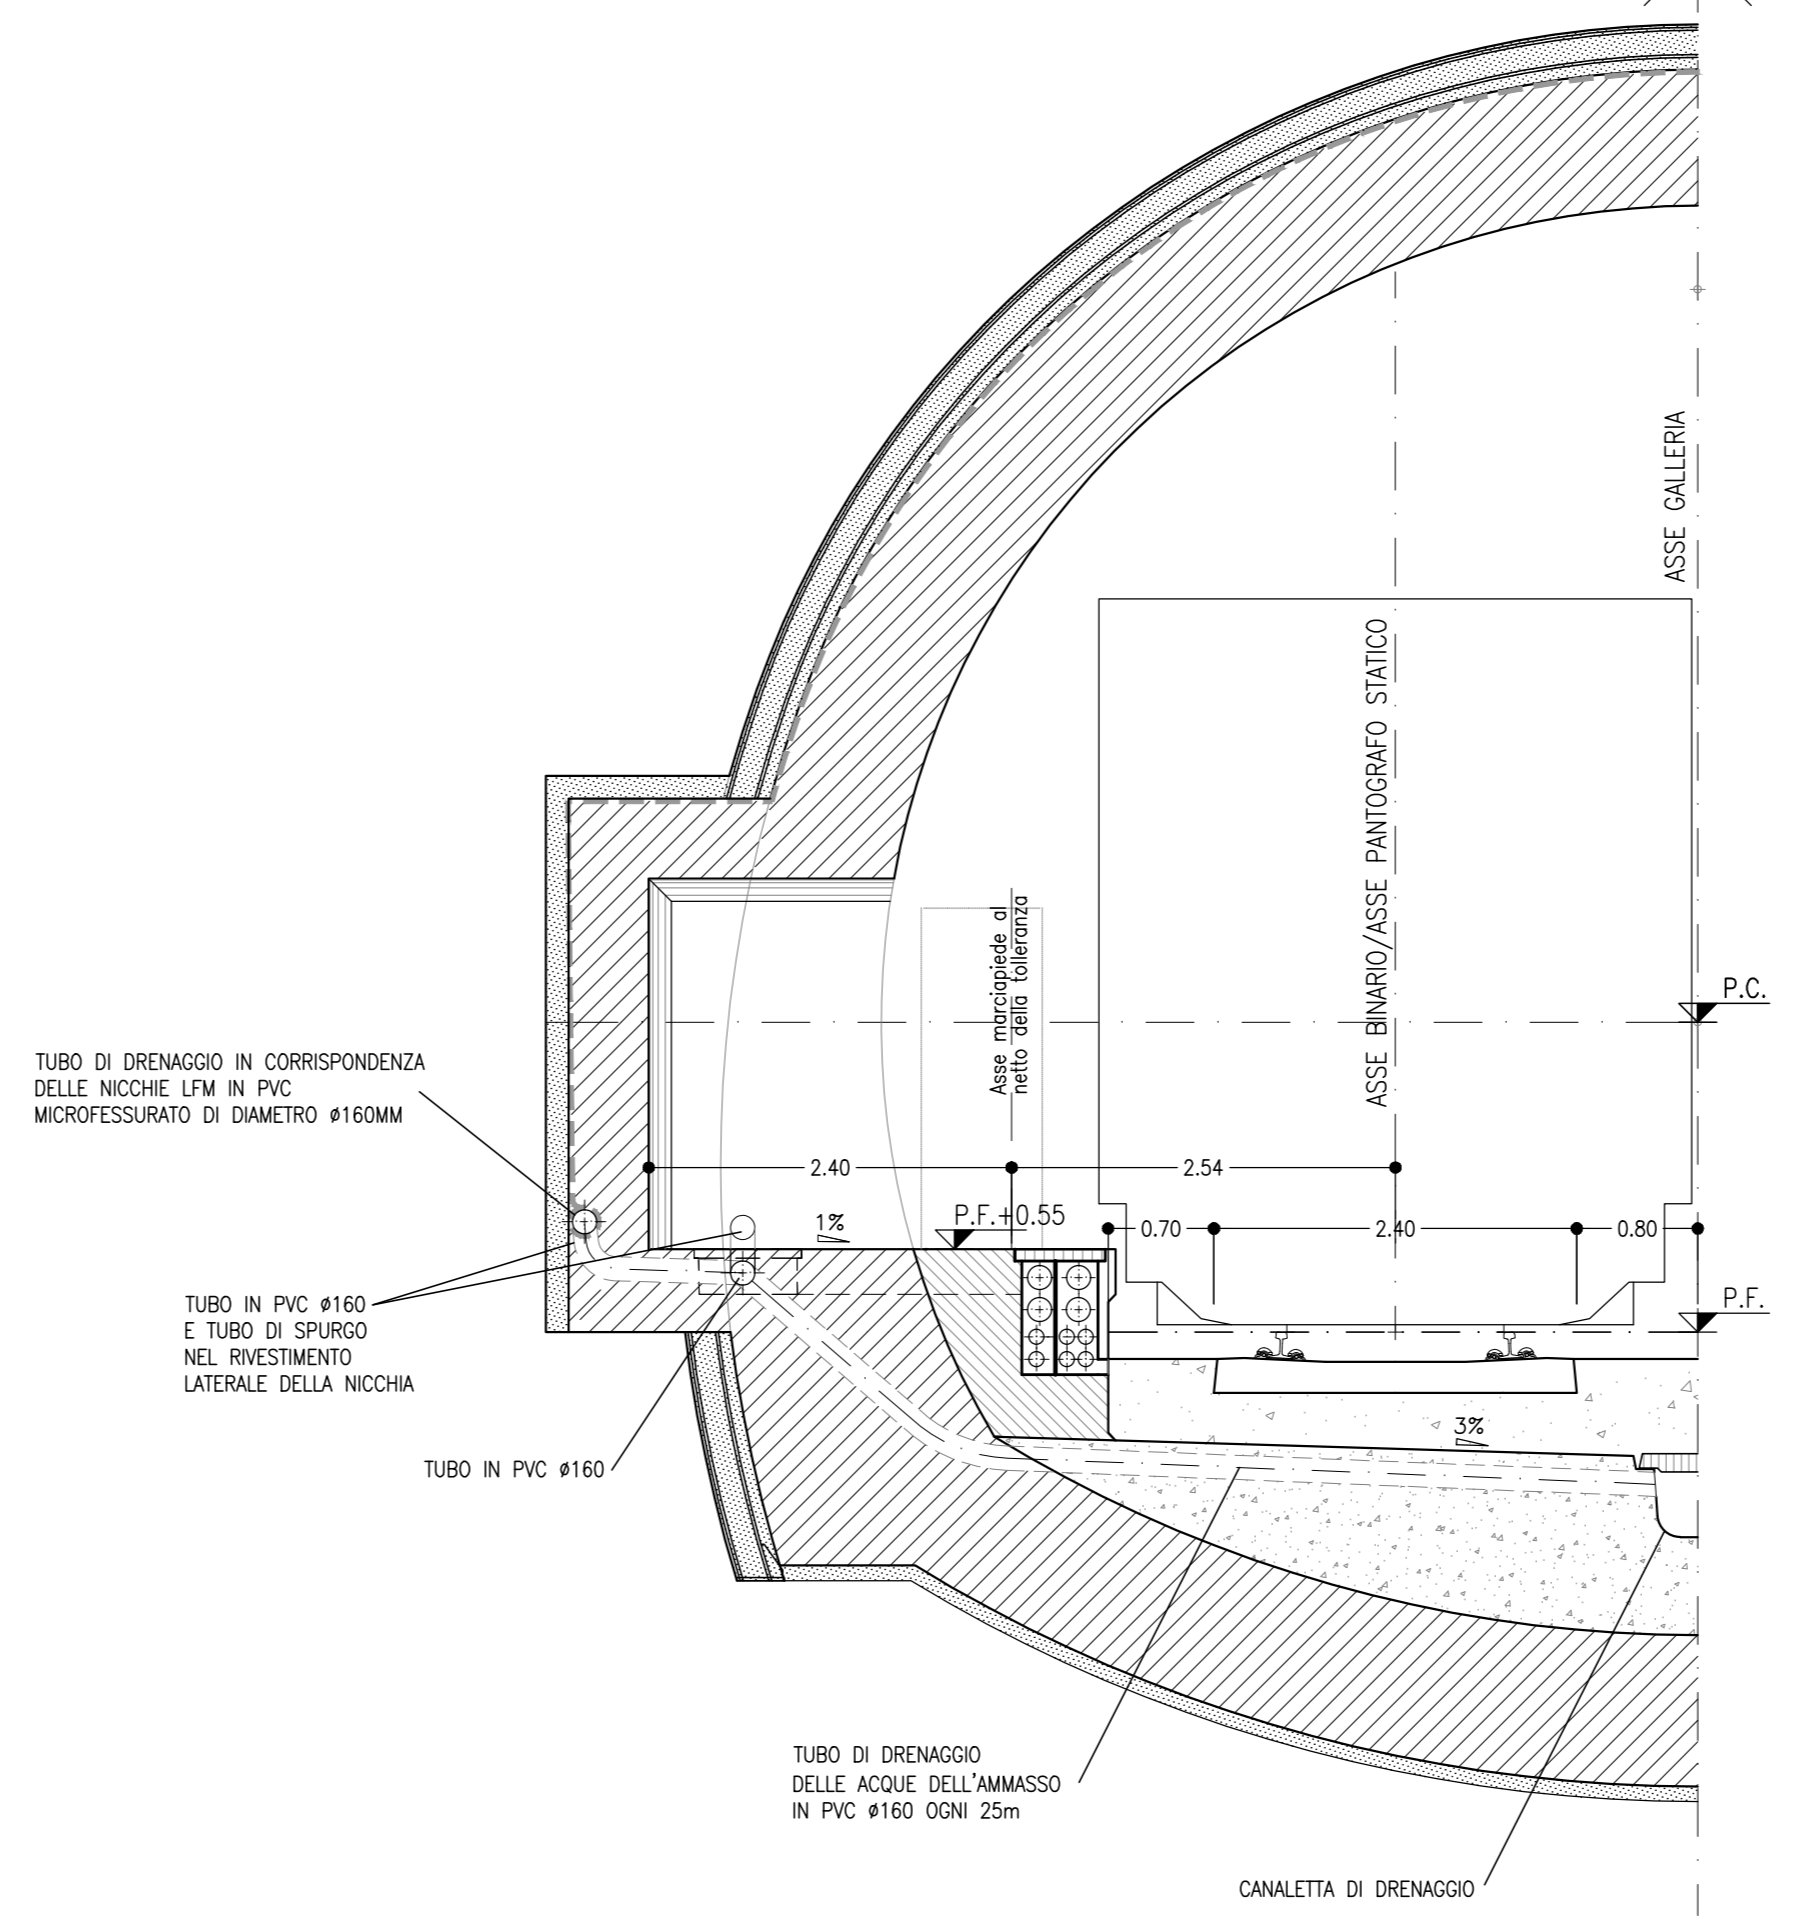 ASSE GALLERIA
ASSE BINARIO/ASSE PANTOGRAFO STATICO
Asse marciapiede al
netto della tolleranza
P.C.
TUBO DI DRENAGGIO IN CORRISPONDENZA
DELLE NICCHIE LFM IN PVC
MICROFESSURATO DI DIAMETRO ø160MM
2.40
2.54
1%
P.F.+0.55
0.70
2.40
0.80
P.F.
TUBO IN PVC ø160
E TUBO DI SPURGO
NEL RIVESTIMENTO
LATERALE DELLA NICCHIA
3%
TUBO IN PVC ø160
TUBO DI DRENAGGIO
DELLE ACQUE DELL'AMMASSO
IN PVC ø160 OGNI 25m
CANALETTA DI DRENAGGIO